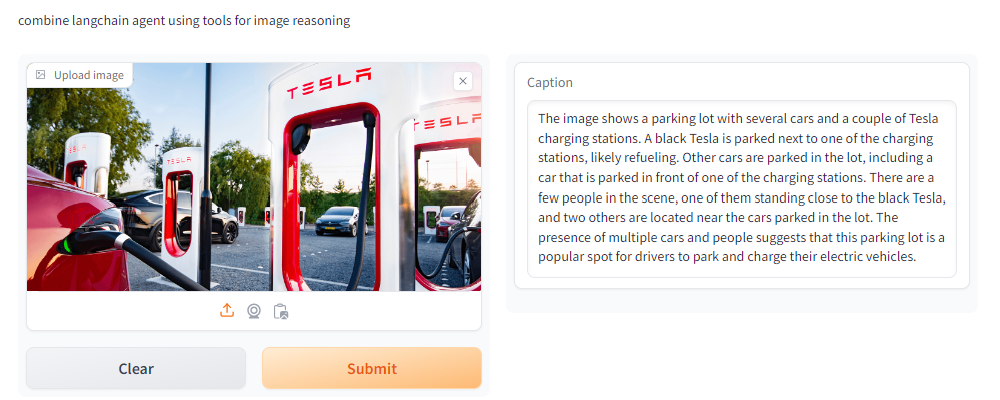 combine langchain agent using tools for image reasoning
Upload image
TESLA
TESLA
TESLA
Caption
The image shows a parking lot with several cars and a couple of Tesla
charging stations. A black Tesla is parked next to one of the charging
stations, likely refueling. Other cars are parked in the lot, including a
car that is parked in front of one of the charging stations. There are a
few people in the scene, one of them standing close to the black Tesla,
and two others are located near the cars parked in the lot. The
presence of multiple cars and people suggests that this parking lot is a
popular spot for drivers to park and charge their electric vehicles.
Clear
Submit